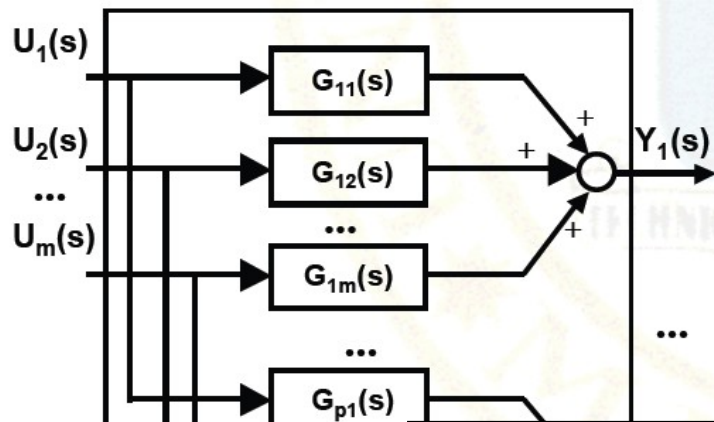 U1(s)
G11(s)
+
U2(s)
+
Y1(s)
G12(s)
...
...
+
Um(s)
G1m(s)
...
...
Gp1(s)